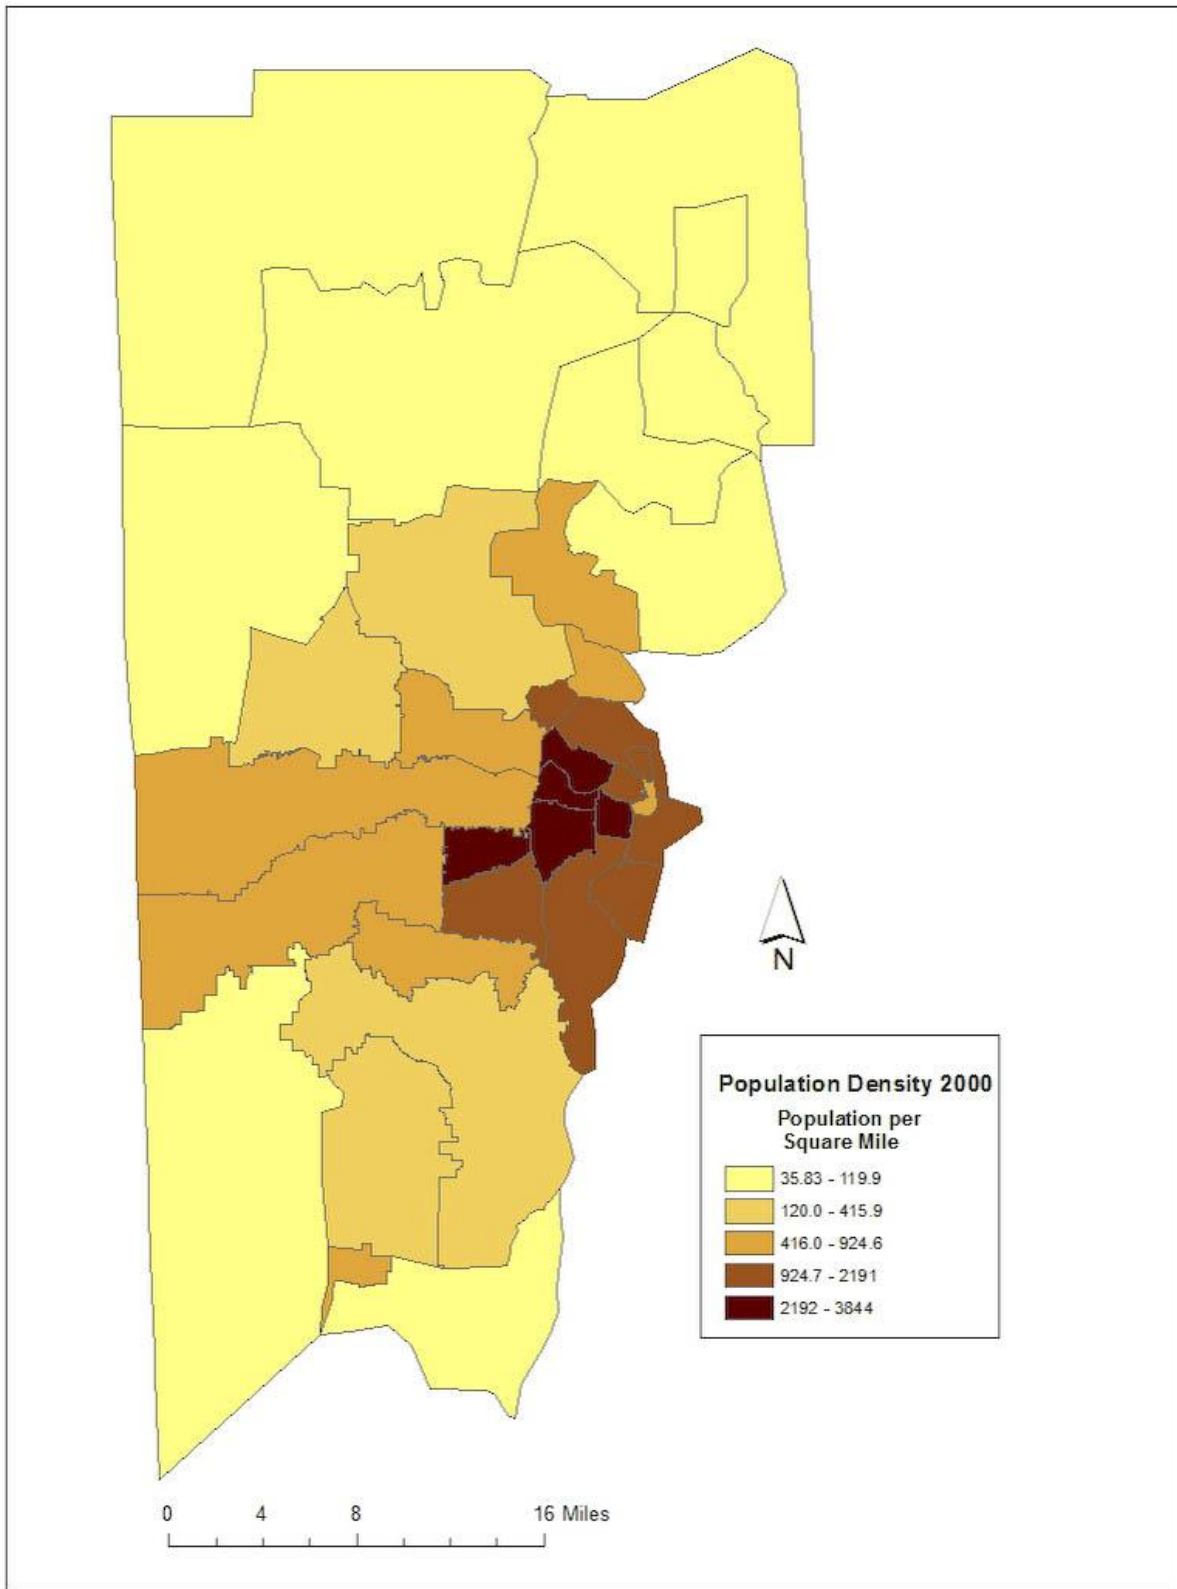 N
Population Density 2000
Population per
Square Mile
35.83 - 119.9
120.0 - 415.9
416.0 - 924.6
924.7 - 2191
2192 - 3844
0 4 8 16 Miles